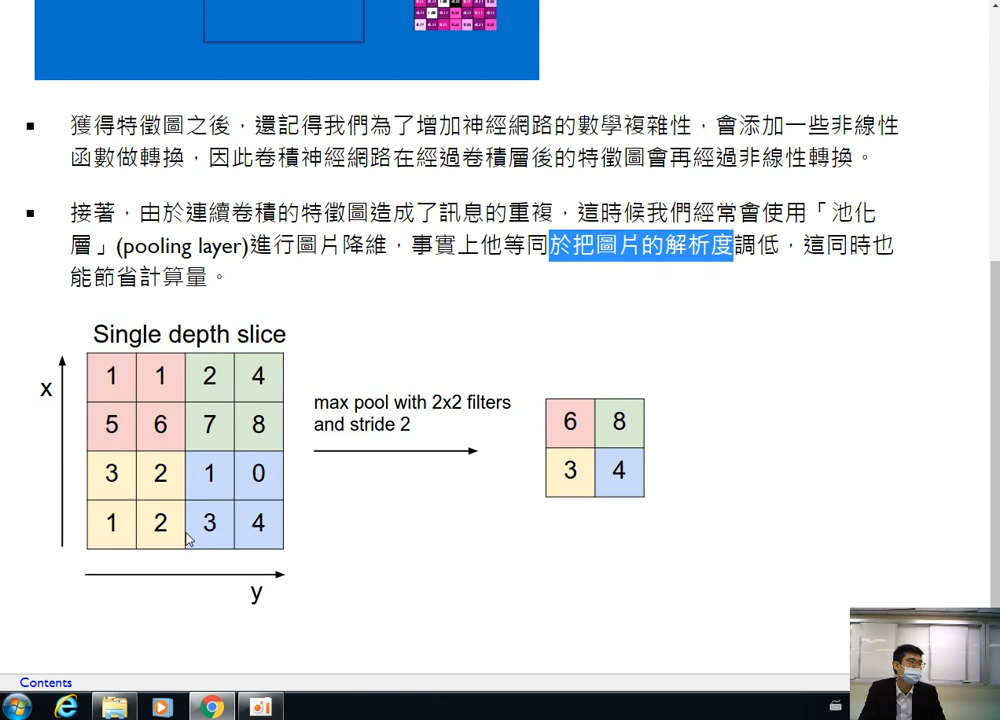 獲得特徵圖之後，還記得我們為了增加神經網路的數學複雜性，會添加一些非線性
函數做轉換，因此卷積神經網路在經過卷積層後的特徵圖會再經過非線性轉換。
接著，由於連續卷積的特徵圖造成了訊息的重複，這時候我們經常會使用「池化
層」(pooling layer)進行圖片降維，事實上他等同於把圖片的解析度調低，這同時也
能節省計算量。
Single depth slice
x
1 1 2 4
5 6 7 8
3 2 1 0
1 2 3 4
y
max pool with 2x2 filters
and stride 2
6 8
3 4
Contents